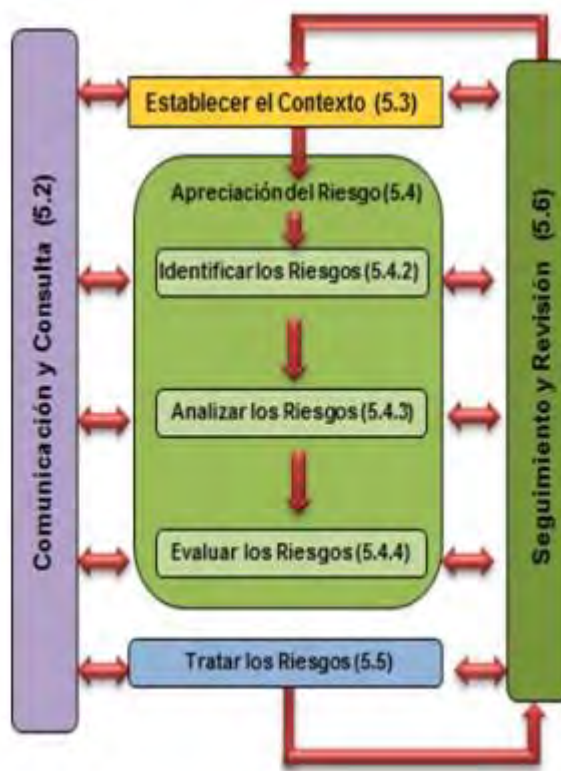 Comunicación y Consulta (5.2)
Establecer el Contexto (5.3)
Apreciación del Riesgo (5.4)
Identificar los Riesgos (5.4.2)
Analizar los Riesgos (5.4.3)
Evaluar los Riesgos (5.4.4)
Tratar los Riesgos (5.5)
Seguimiento y Revisión (5.6)